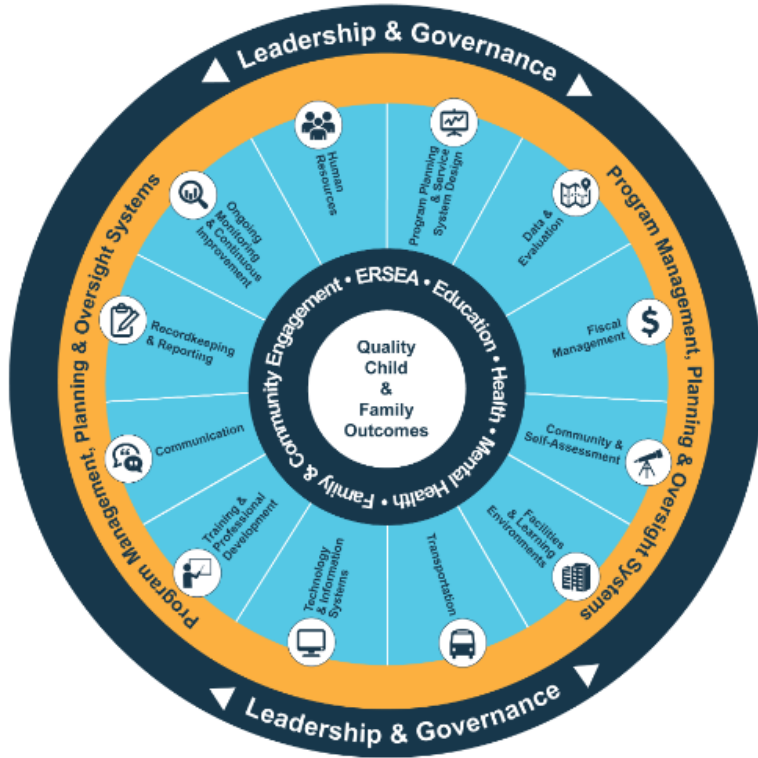 Leadership & Governance
Program Management, Planning & Oversight Systems
Program Management, Planning & Oversight Systems
Human
Resources
Program Planning
& Service
System Design
Data &
Evaluation
$
Fiscal
Management
Community &
Self-Assessment
Facilities
& Learning
Environments
Transportation
Technology
& Information
Systems
Training &
Professional
Development
Communication
Recordkeeping
& Reporting
Ongoing
Monitoring
& Continuous
Improvement
Family & Community Engagement • ERSEA • Education • Health • Mental Health •
Quality
Child
&
Family
Outcomes
Leadership & Governance